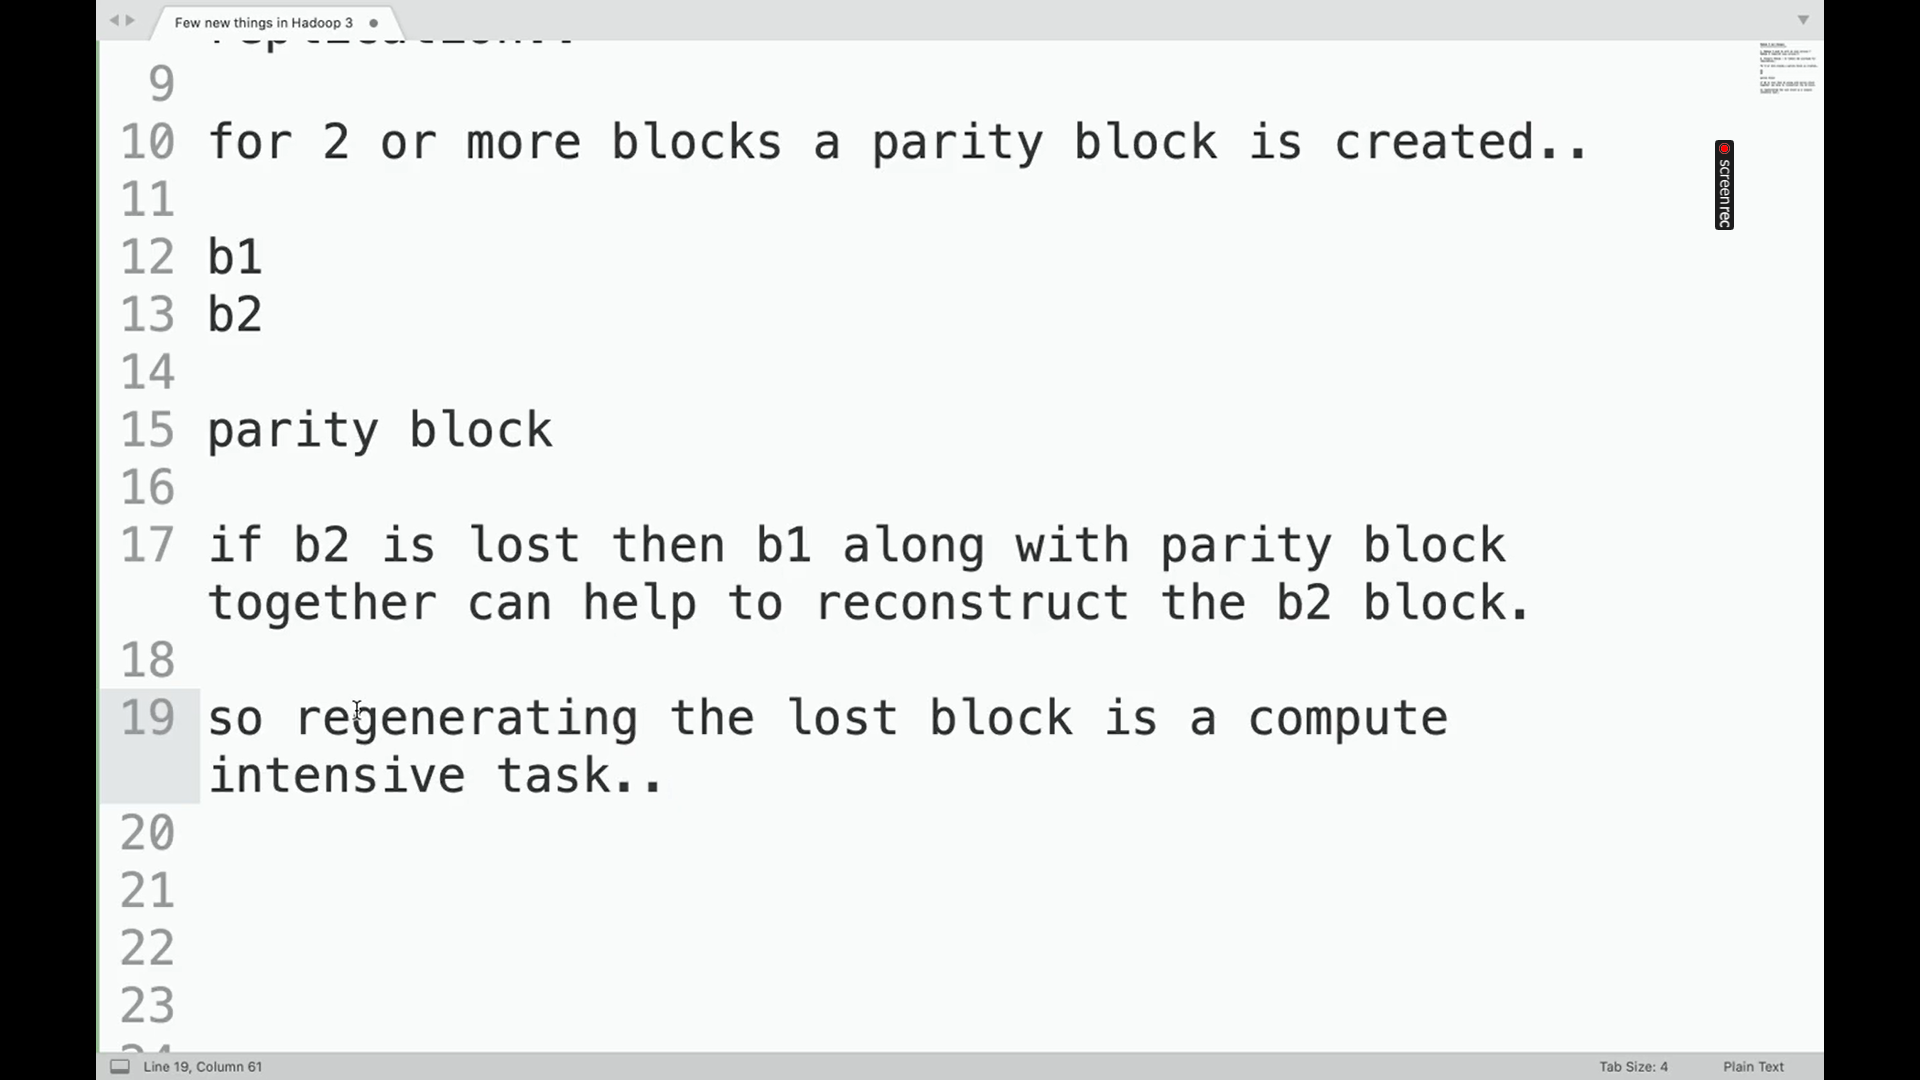 Few new things in Hadoop 3
replication..
9
10 for 2 or more blocks a parity block is created..
11
12 b1
13 b2
14
15 parity block
16
17 if b2 is lost then b1 along with parity block
together can help to reconstruct the b2 block.
18
19 so regenerating the lost block is a compute
intensive task..
20
21
22
23
24
screenrec
Line 19, Column 61
Tab Size: 4
Plain Text